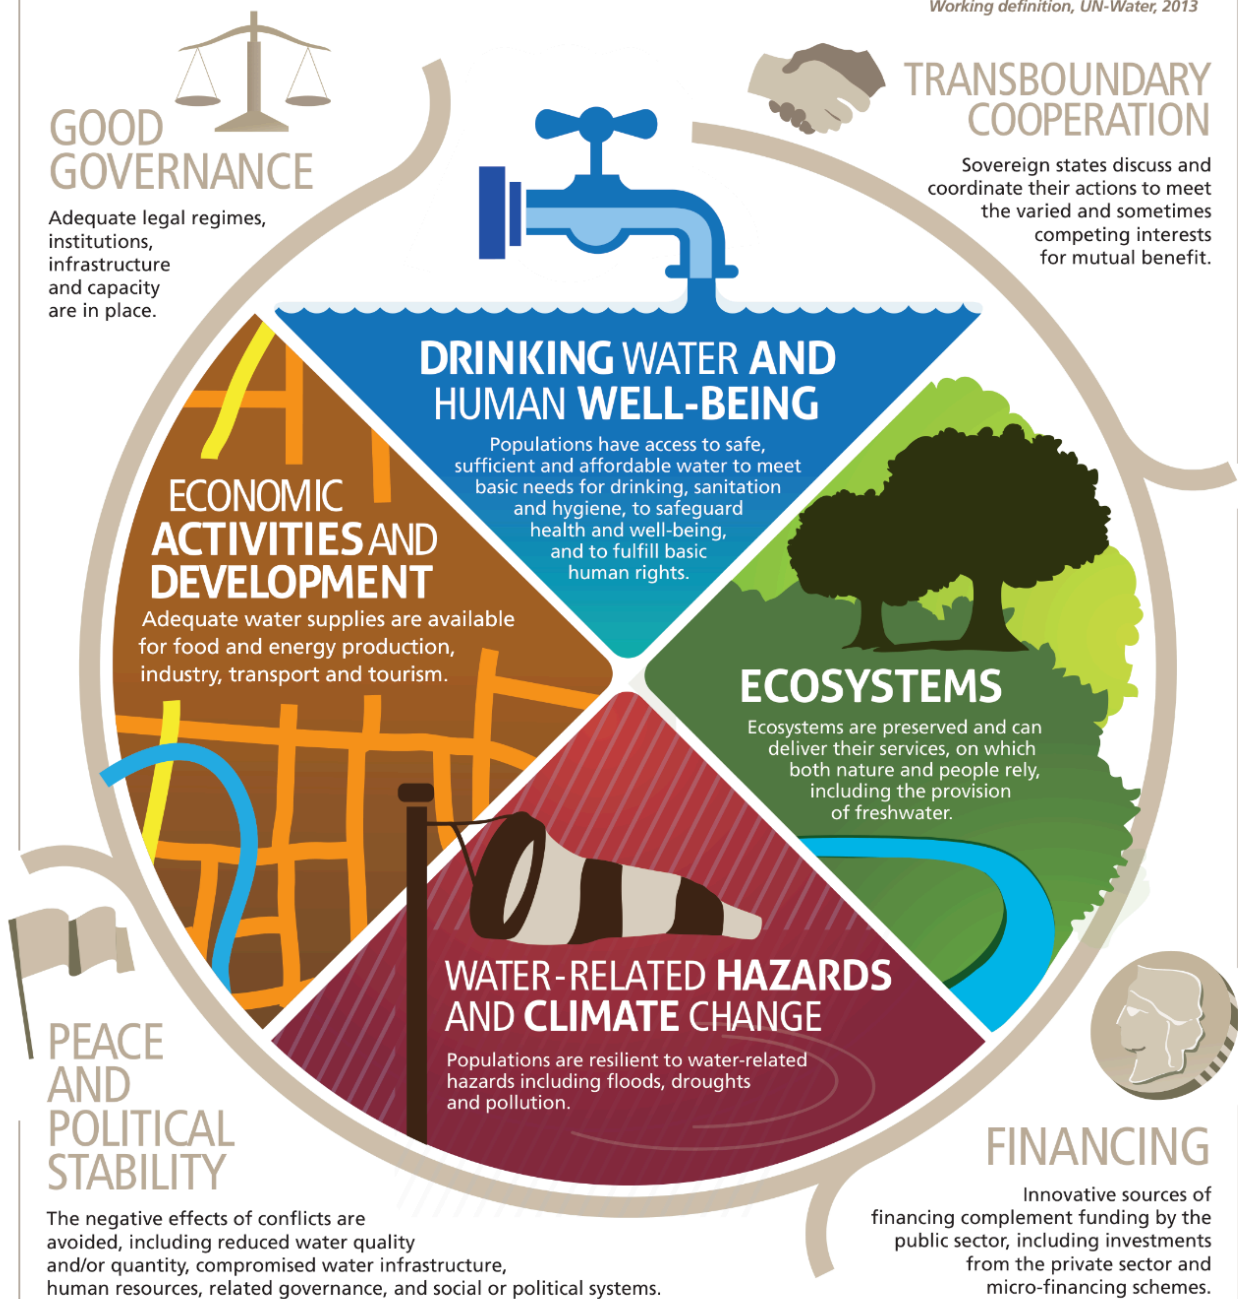 Working definition, UN-Water, 2013
GOOD
GOVERNANCE
Adequate legal regimes,
institutions,
infrastructure
and capacity
are in place.
TRANSBOUNDARY
COOPERATION
Sovereign states discuss and
coordinate their actions to meet
the varied and sometimes
competing interests
for mutual benefit.
DRINKING WATER AND
HUMAN WELL-BEING
Populations have access to safe,
sufficient and affordable water to meet
basic needs for drinking, sanitation
and hygiene, to safeguard
health and well-being,
and to fulfill basic
human rights.
ECONOMIC
ACTIVITIES AND
DEVELOPMENT
Adequate water supplies are available
for food and energy production,
industry, transport and tourism.
ECOSYSTEMS
Ecosystems are preserved and can
deliver their services, on which
both nature and people rely,
including the provision
of freshwater.
WATER-RELATED HAZARDS
AND CLIMATE CHANGE
Populations are resilient to water-related
hazards including floods, droughts
and pollution.
PEACE
AND
POLITICAL
STABILITY
The negative effects of conflicts are
avoided, including reduced water quality
and/or quantity, compromised water infrastructure,
human resources, related governance, and social or political systems.
FINANCING
Innovative sources of
financing complement funding by the
public sector, including investments
from the private sector and
micro-financing schemes.